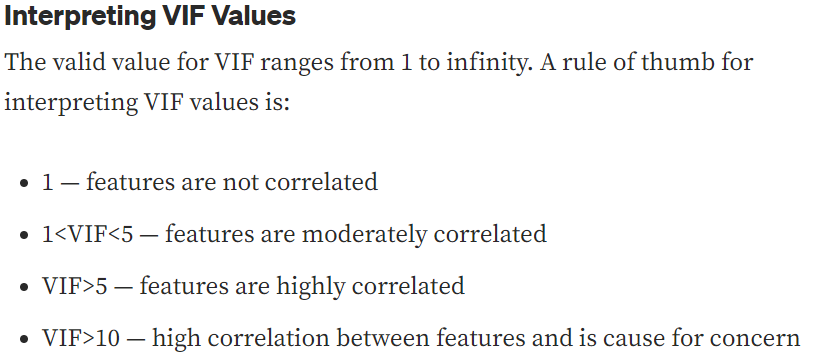 Interpreting VIF Values
The valid value for VIF ranges from 1 to infinity. A rule of thumb for
interpreting VIF values is:
• 1 — features are not correlated
• 1<VIF<5 — features are moderately correlated
• VIF>5 — features are highly correlated
• VIF>10 — high correlation between features and is cause for concern